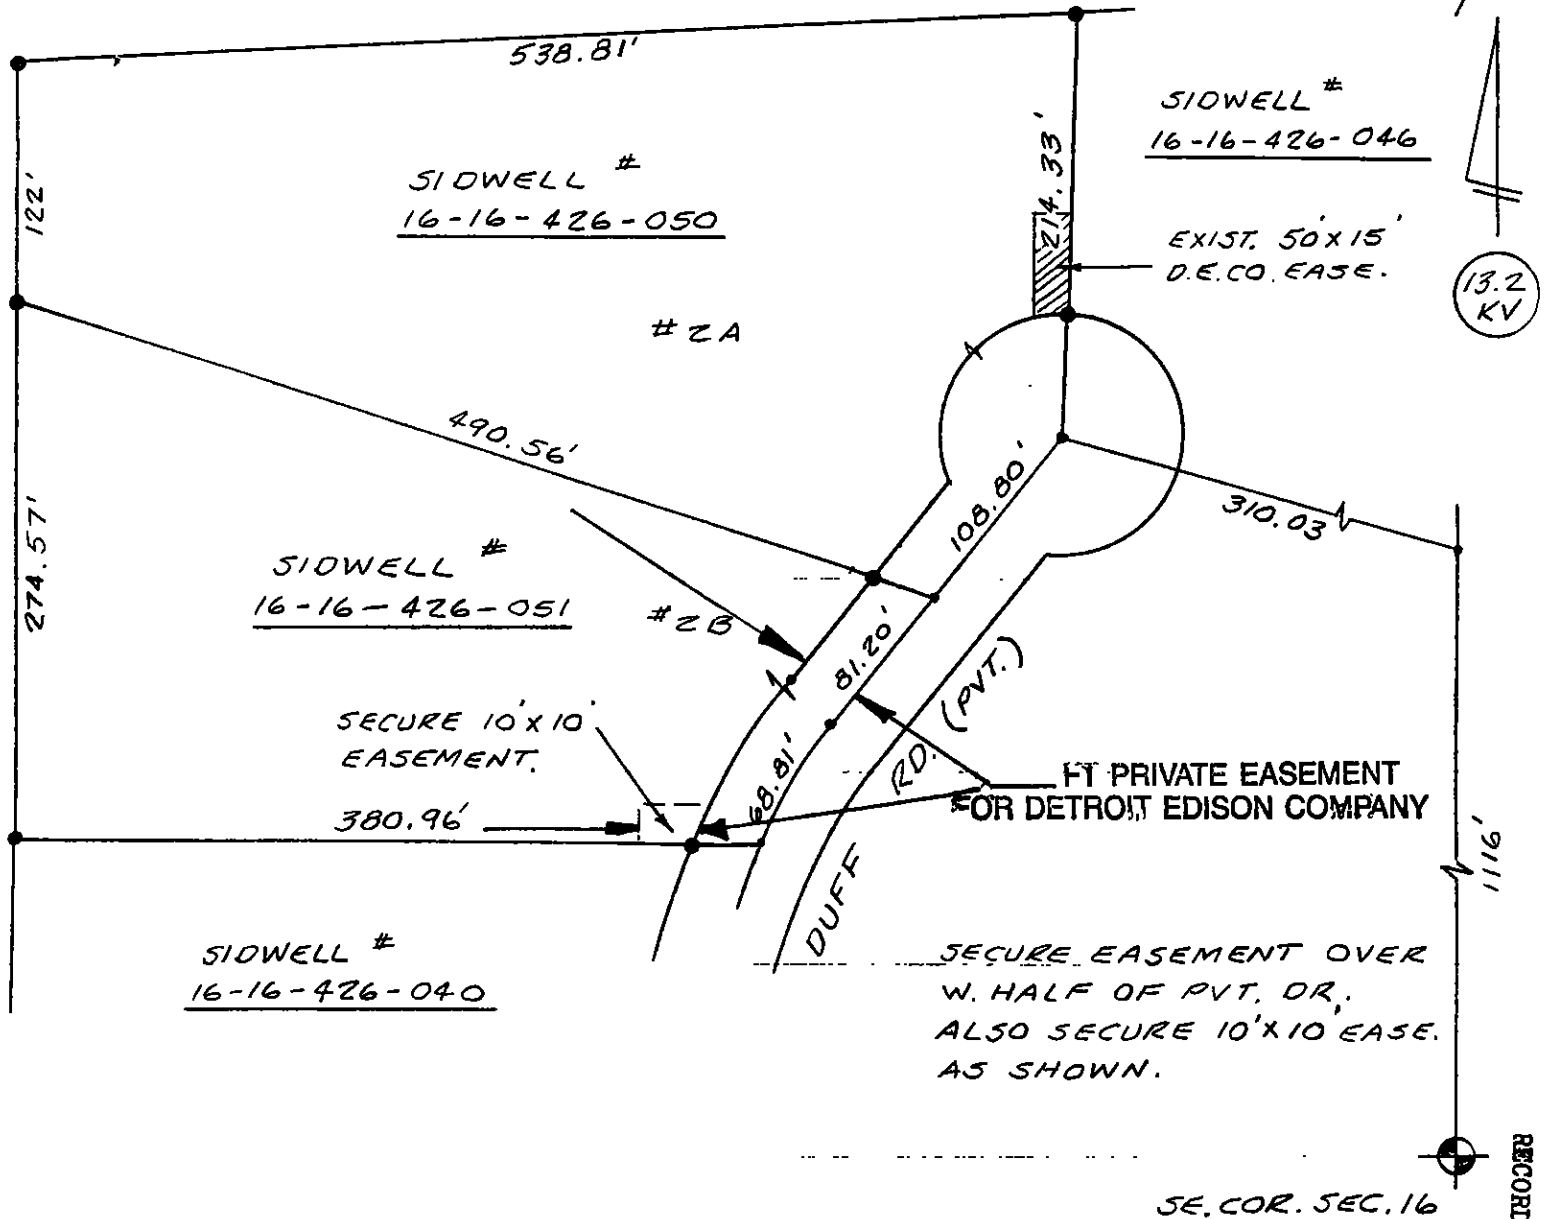 538.81'
SIDWELL #
16-16-426-046
214.33'
SIDWELL #
16-16-426-050
122'
EXIST. 50'X15'
D.E.CO. EASE.
13.2
KV
#2A
490.56'
108.80'
310.03
274.57'
SIDWELL #
16-16-426-051
#2B
81.20'
(PVT.)
SECURE 10'X10'
EASEMENT.
68.81'
RD.
FT PRIVATE EASEMENT
FOR DETROIT EDISON COMPANY
380.96'
1116'
DUFF
SIDWELL #
16-16-426-040
SECURE EASEMENT OVER
W. HALF OF PVT. DR,
ALSO SECURE 10'X10' EASE.
AS SHOWN.
RECORI
SE. COR. SEC. 16